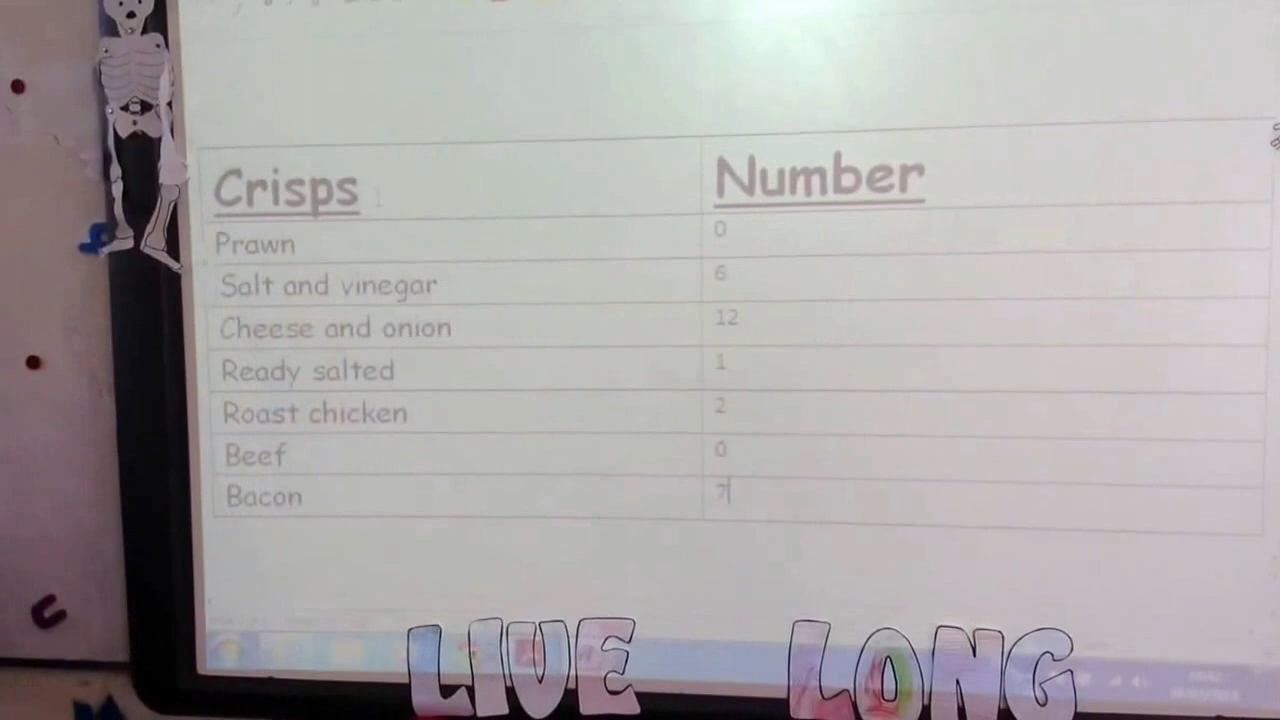 Crisps Number
Prawn 0
Salt and vinegar 6
Cheese and onion 12
Ready salted 1
Roast chicken 2
Beef 0
Bacon 7
LIVE LONG